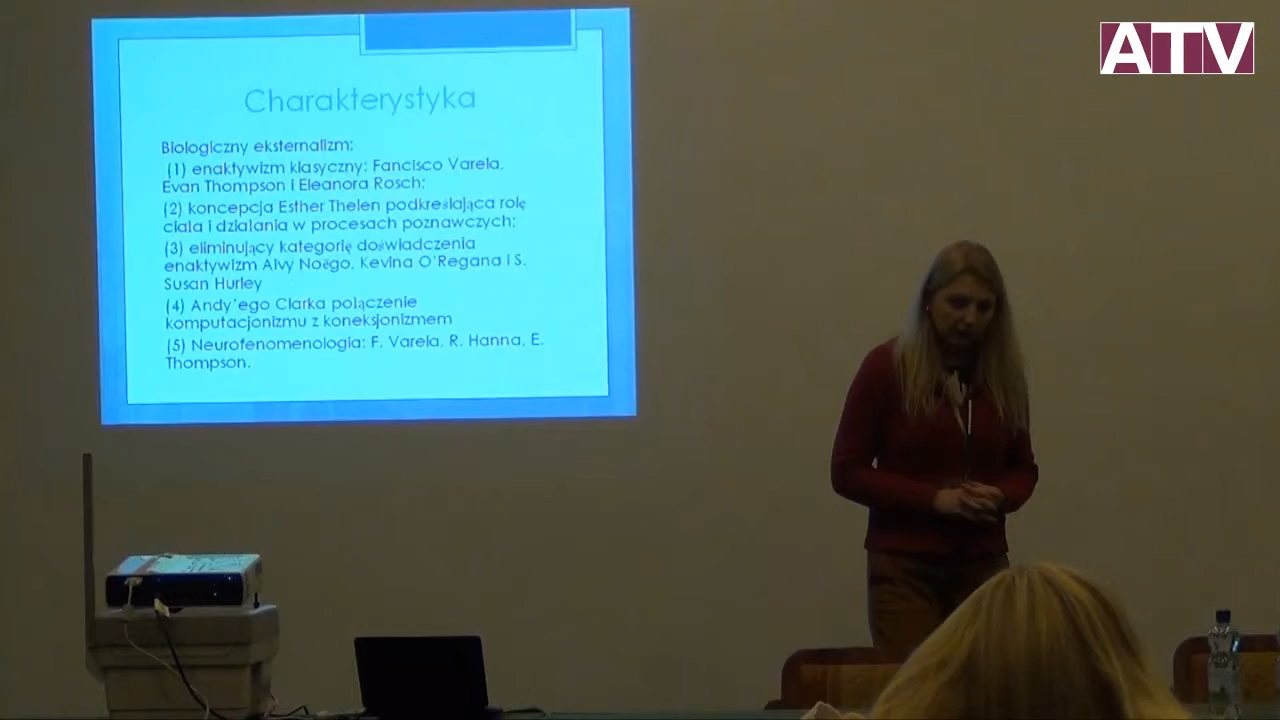 ATV
Charakterystyka
Biologiczny eksternalizm:
(1) enaktywizm klasyczny: Fancisco Varela,
Evan Thompson i Eleanora Rosch;
(2) koncepcja Esther Thelen podkreślająca rolę
ciala i dzialania w procesach poznawczych;
(3) eliminujący kategorię doświadczenia
enaktywizm Alvy Noëgo, Kevina O'Regana i S.
Susan Hurley
(4) Andy'ego Clarka połączenie
komputacjonizmu z koneksjonizmem
(5) Neurofenomenologia: F. Varela, R. Hanna, E.
Thompson.